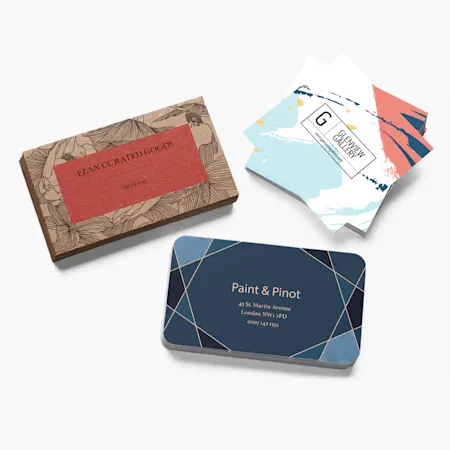 ELAN CURATED GOODS
G
GLENVIEW
GALLERY
Paint & Pinot
45 St. Martin Avenue
London NW1 2FD